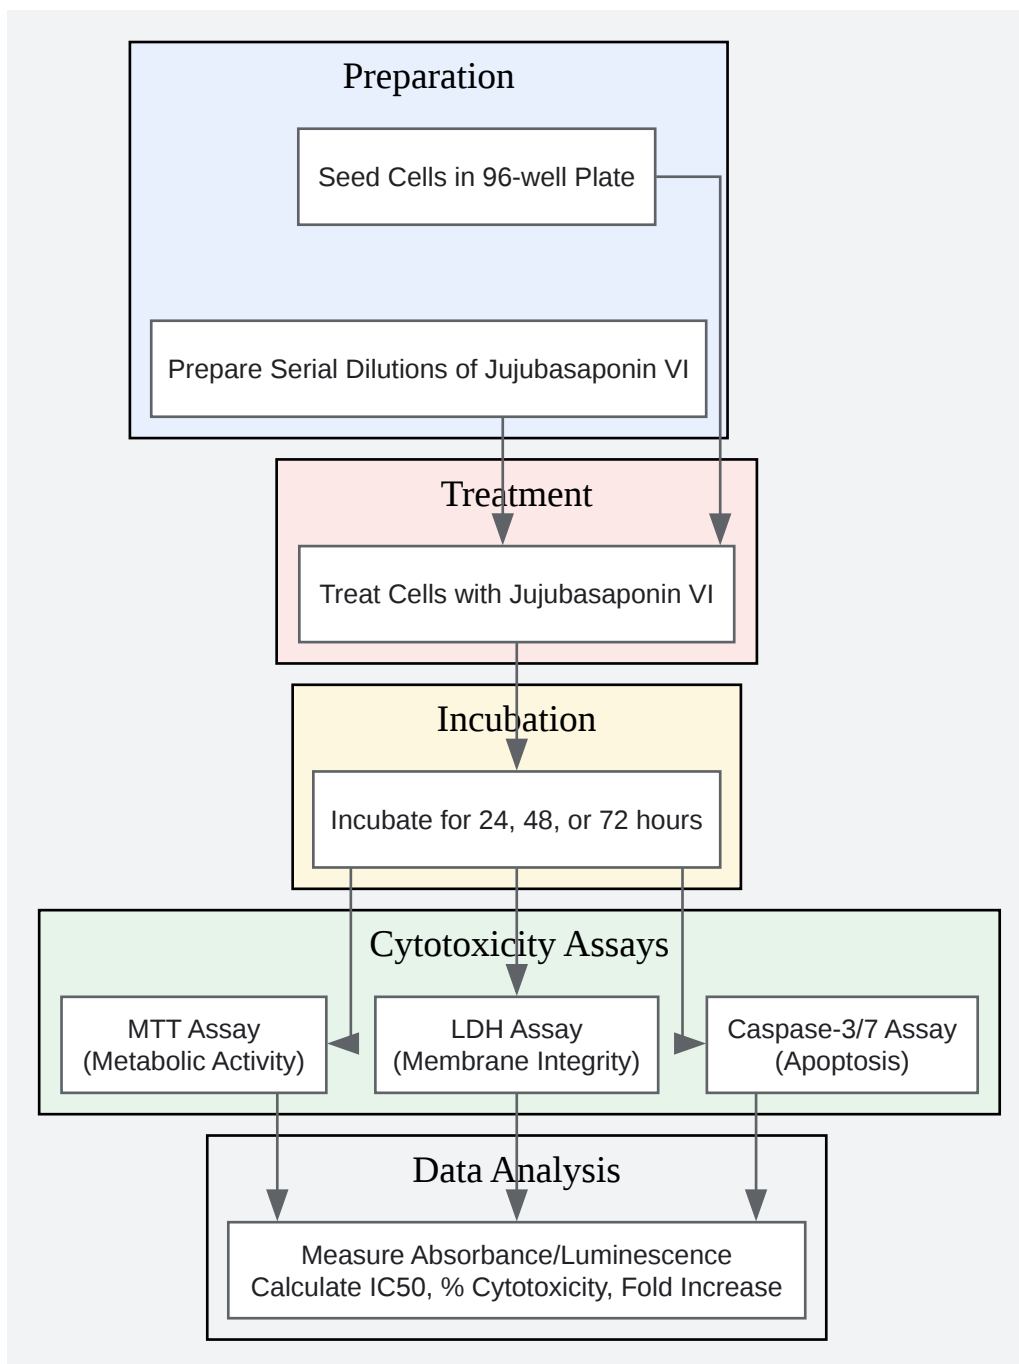 Preparation
Seed Cells in 96-well Plate
Prepare Serial Dilutions of Jujubasaponin VI
Treatment
Treat Cells with Jujubasaponin VI
Incubation
Incubate for 24, 48, or 72 hours
Cytotoxicity Assays
MTT Assay
(Metabolic Activity)
LDH Assay
(Membrane Integrity)
Caspase-3/7 Assay
(Apoptosis)
Data Analysis
Measure Absorbance/Luminescence
Calculate IC50, % Cytotoxicity, Fold Increase